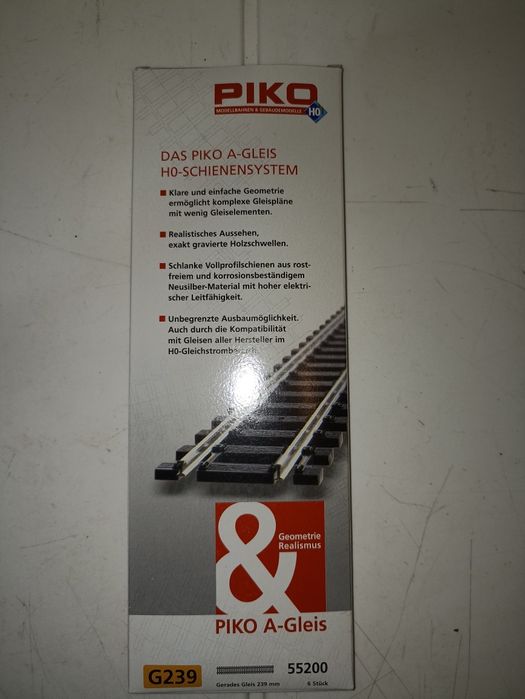 PIKO
MODELLBAHNEN & GEBÄUDEMODELLE
H0
DAS PIKO A-GLEIS
H0-SCHIENENSYSTEM
Klare und einfache Geometrie
ermöglicht komplexe Gleispläne
mit wenig Gleiselementen.
Realistisches Aussehen,
exakt gravierte Holzschwellen.
Schlanke Vollprofilschienen aus rost-
freiem und korrosionsbeständigem
Neusilber-Material mit hoher elektri-
scher Leitfähigkeit.
Unbegrenzte Ausbaumöglichkeit.
Auch durch die Kompatibilität
mit Gleisen aller Hersteller im
H0-Gleichstrombereich.
&
Geometrie
Realismus
PIKO A-Gleis
G239
55200
Gerades Gleis 239 mm
6 Stück